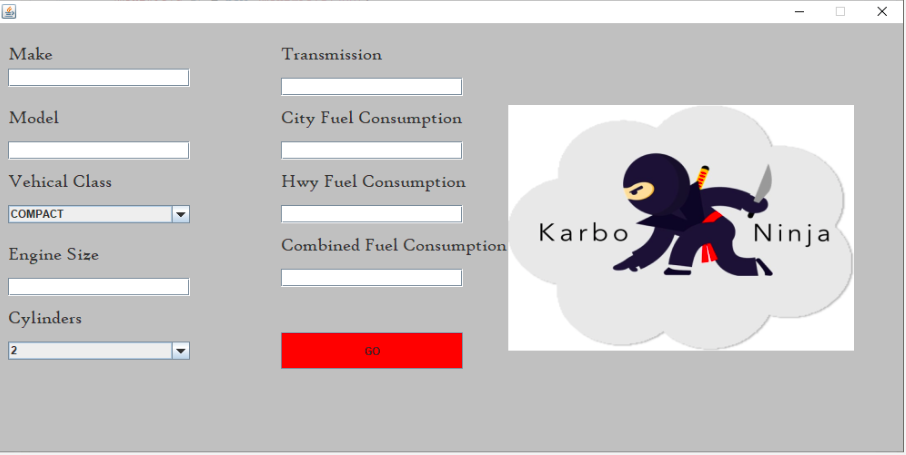 Make
Model
Vehical Class
COMPACT
Engine Size
Cylinders
2
Transmission
City Fuel Consumption
Hwy Fuel Consumption
Combined Fuel Consumption
GO
Karbo Ninja